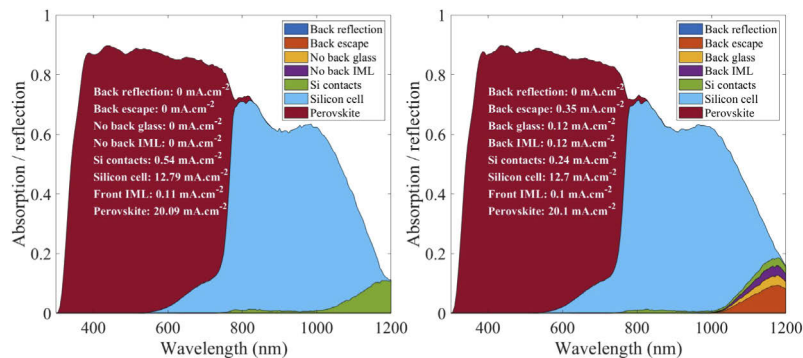 Absorption / reflection
1
0.8
0.6
0.4
0.2
0
400
600
800
1000
1200
Wavelength (nm)
Back reflection
Back escape
No back glass
No back IML
Si contacts
Silicon cell
Perovskite
Back reflection: 0 mA.cm⁻²
Back escape: 0 mA.cm⁻²
No back glass: 0 mA.cm⁻²
No back IML: 0 mA.cm⁻²
Si contacts: 0.54 mA.cm⁻²
Silicon cell: 12.79 mA.cm⁻²
Front IML: 0.11 mA.cm⁻²
Perovskite: 20.09 mA.cm⁻²
Absorption / reflection
1
0.8
0.6
0.4
0.2
0
400
600
800
1000
1200
Wavelength (nm)
Back reflection
Back escape
Back glass
Back IML
Si contacts
Silicon cell
Perovskite
Back reflection: 0 mA.cm⁻²
Back escape: 0.35 mA.cm⁻²
Back glass: 0.12 mA.cm⁻²
Back IML: 0.12 mA.cm⁻²
Si contacts: 0.24 mA.cm⁻²
Silicon cell: 12.7 mA.cm⁻²
Front IML: 0.1 mA.cm⁻²
Perovskite: 20.1 mA.cm⁻²